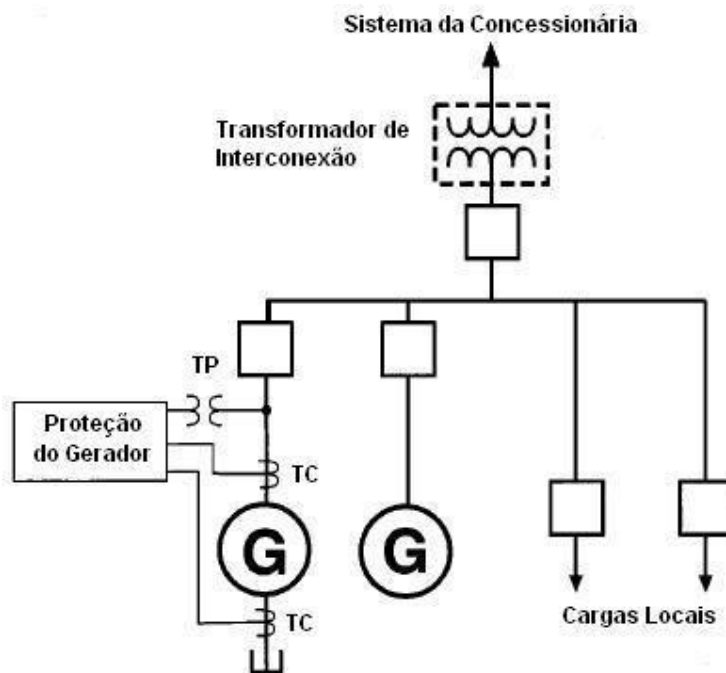 Sistema da Concessionária
Transformador de
Interconexão
TP
Proteção
do Gerador
TC
G
G
TC
Cargas Locais